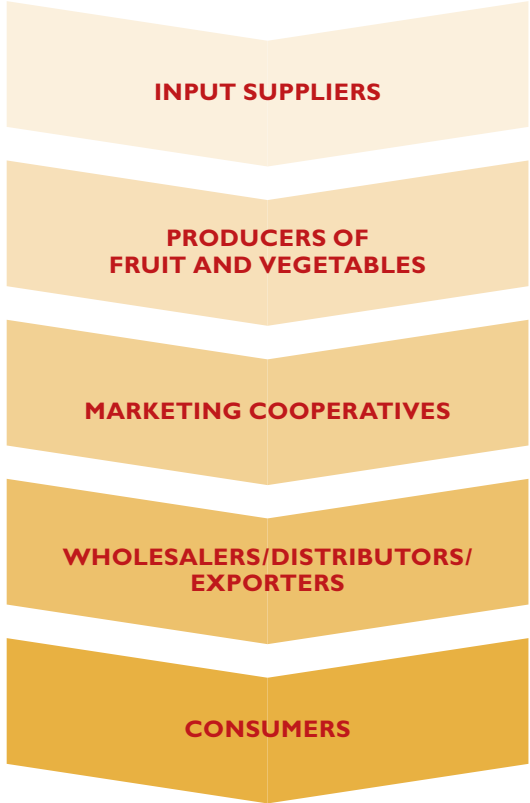 INPUT SUPPLIERS
PRODUCERS OF
FRUIT AND VEGETABLES
MARKETING COOPERATIVES
WHOLESALERS/DISTRIBUTORS/
EXPORTERS
CONSUMERS